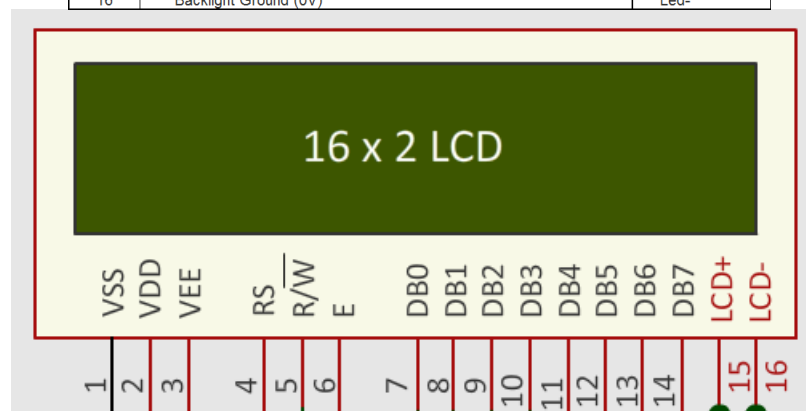 16 Backlight Ground (0V) Led-
16 x 2 LCD
VSS VDD VEE RS R/W E DB0 DB1 DB2 DB3 DB4 DB5 DB6 DB7 LCD+ LCD-
1 2 3 4 5 6 7 8 9 10 11 12 13 14 15 16